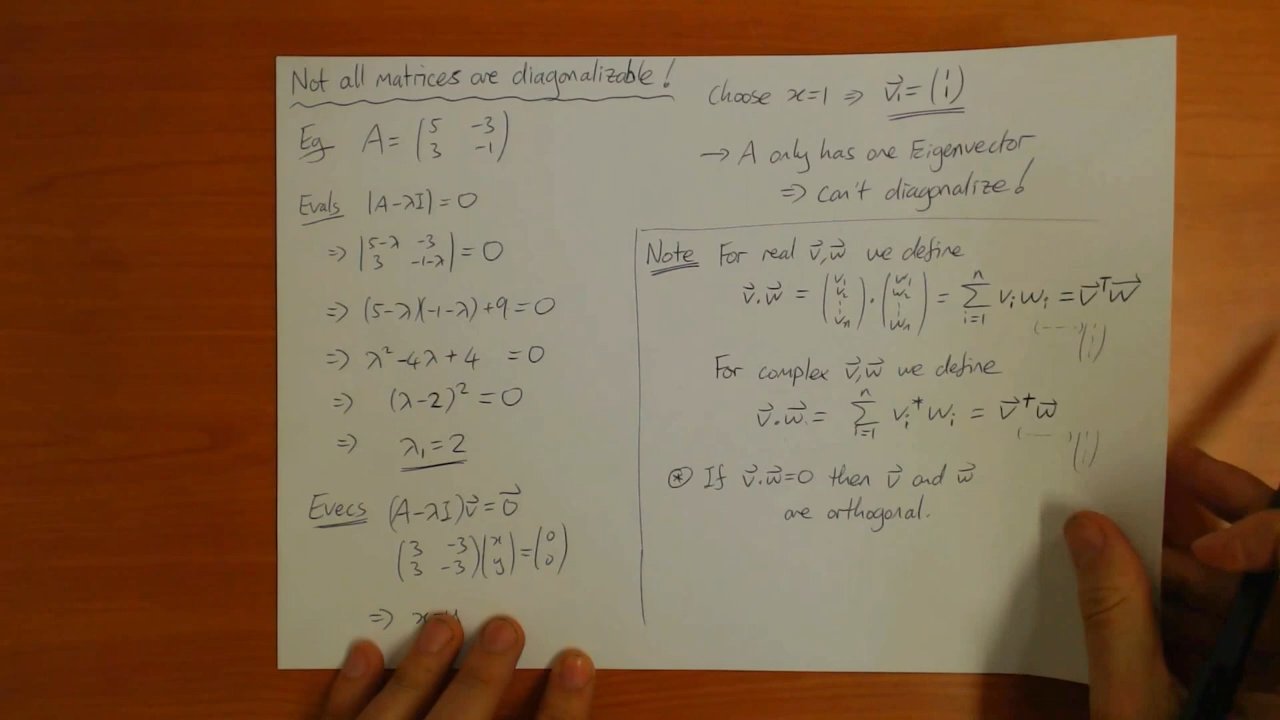 Not all matrices are diagonalizable!
Eg A = (5 -3
3 -1)
Evals |A-λI| = 0
=> |5-λ -3
3 -1-λ| = 0
=> (5-λ)(-1-λ)+9 = 0
=> λ²-4λ+4 = 0
=> (λ-2)² = 0
=> λ₁=2
Evecs (A-λI)v⃗ = 0⃗
(3 -3
3 -3)(x
y)=(0
0)
=> x=y
Choose x=1 => v⃗₁ = (1
1)
→ A only has one Eigenvector
=> can't diagonalize!
Note For real v⃗,w⃗ we define
v⃗.w⃗ = (v₁
v₂
⋮
vₙ).(w₁
w₂
⋮
wₙ) = ∑ᵢ₌₁ⁿ vᵢwᵢ = v⃗ᵀw⃗
(----)(⋮)
For complex v⃗,w⃗ we define
v⃗.w⃗ = ∑ᵢ₌₁ⁿ vᵢ*wᵢ = v⃗†w⃗
(----)(⋮)
⊛ If v⃗.w⃗=0 then v⃗ and w⃗
are orthogonal.